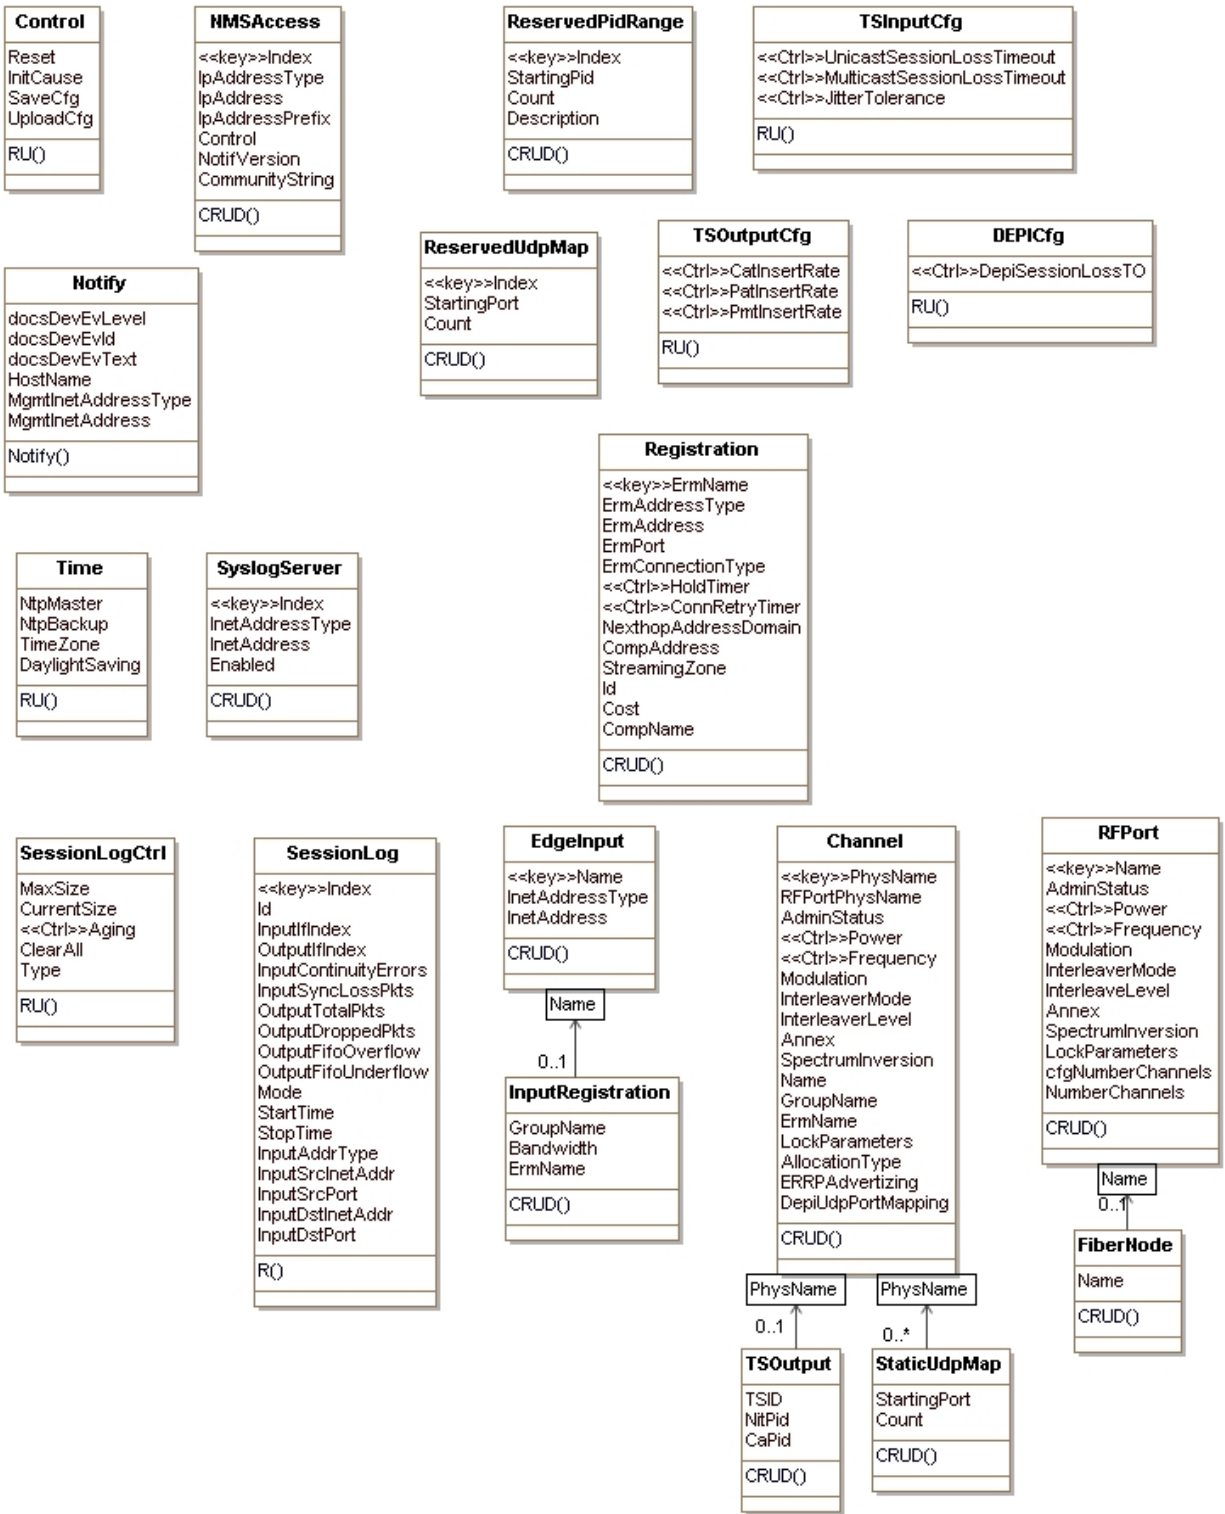 Control
Reset
InitCause
SaveCfg
UploadCfg
RU()
NMSAccess
<<key>>Index
IpAddressType
IpAddress
IpAddressPrefix
Control
NotifVersion
CommunityString
CRUD()
ReservedPidRange
<<key>>Index
StartingPid
Count
Description
CRUD()
TSInputCfg
<<Ctrl>>UnicastSessionLossTimeout
<<Ctrl>>MulticastSessionLossTimeout
<<Ctrl>>JitterTolerance
RU()
ReservedUdpMap
<<key>>Index
StartingPort
Count
CRUD()
TSOutputCfg
<<Ctrl>>CatInsertRate
<<Ctrl>>PatInsertRate
<<Ctrl>>PmtInsertRate
RU()
DEPICfg
<<Ctrl>>DepiSessionLossTO
RU()
Notify
docsDevEvLevel
docsDevEvId
docsDevEvText
HostName
MgmtInetAddressType
MgmtInetAddress
Notify()
Registration
<<key>>ErmName
ErmAddressType
ErmAddress
ErmPort
ErmConnectionType
<<Ctrl>>HoldTimer
<<Ctrl>>ConnRetryTimer
NexthopAddressDomain
CompAddress
StreamingZone
Id
Cost
CompName
CRUD()
Time
NtpMaster
NtpBackup
TimeZone
DaylightSaving
RU()
SyslogServer
<<key>>Index
InetAddressType
InetAddress
Enabled
CRUD()
SessionLogCtrl
MaxSize
CurrentSize
<<Ctrl>>Aging
ClearAll
Type
RU()
SessionLog
<<key>>Index
Id
InputIfIndex
OutputIfIndex
InputContinuityErrors
InputSyncLossPkts
OutputTotalPkts
OutputDroppedPkts
OutputFifoOverflow
OutputFifoUnderflow
Mode
StartTime
StopTime
InputAddrType
InputSrcInetAddr
InputSrcPort
InputDstInetAddr
InputDstPort
R()
EdgeInput
<<key>>Name
InetAddressType
InetAddress
CRUD()
Name
0..1
InputRegistration
GroupName
Bandwidth
ErmName
CRUD()
Channel
<<key>>PhysName
RFPortPhysName
AdminStatus
<<Ctrl>>Power
<<Ctrl>>Frequency
Modulation
InterleaverMode
InterleaverLevel
Annex
SpectrumInversion
Name
GroupName
ErmName
LockParameters
AllocationType
ERRPAdvertizing
DepiUdpPortMapping
CRUD()
PhysName
0..1
TSOutput
TSID
NitPid
CaPid
CRUD()
PhysName
0..*
StaticUdpMap
StartingPort
Count
CRUD()
RFPort
<<key>>Name
AdminStatus
<<Ctrl>>Power
<<Ctrl>>Frequency
Modulation
InterleaverMode
InterleaveLevel
Annex
SpectrumInversion
LockParameters
cfgNumberChannels
NumberChannels
CRUD()
Name
0..1
FiberNode
Name
CRUD()